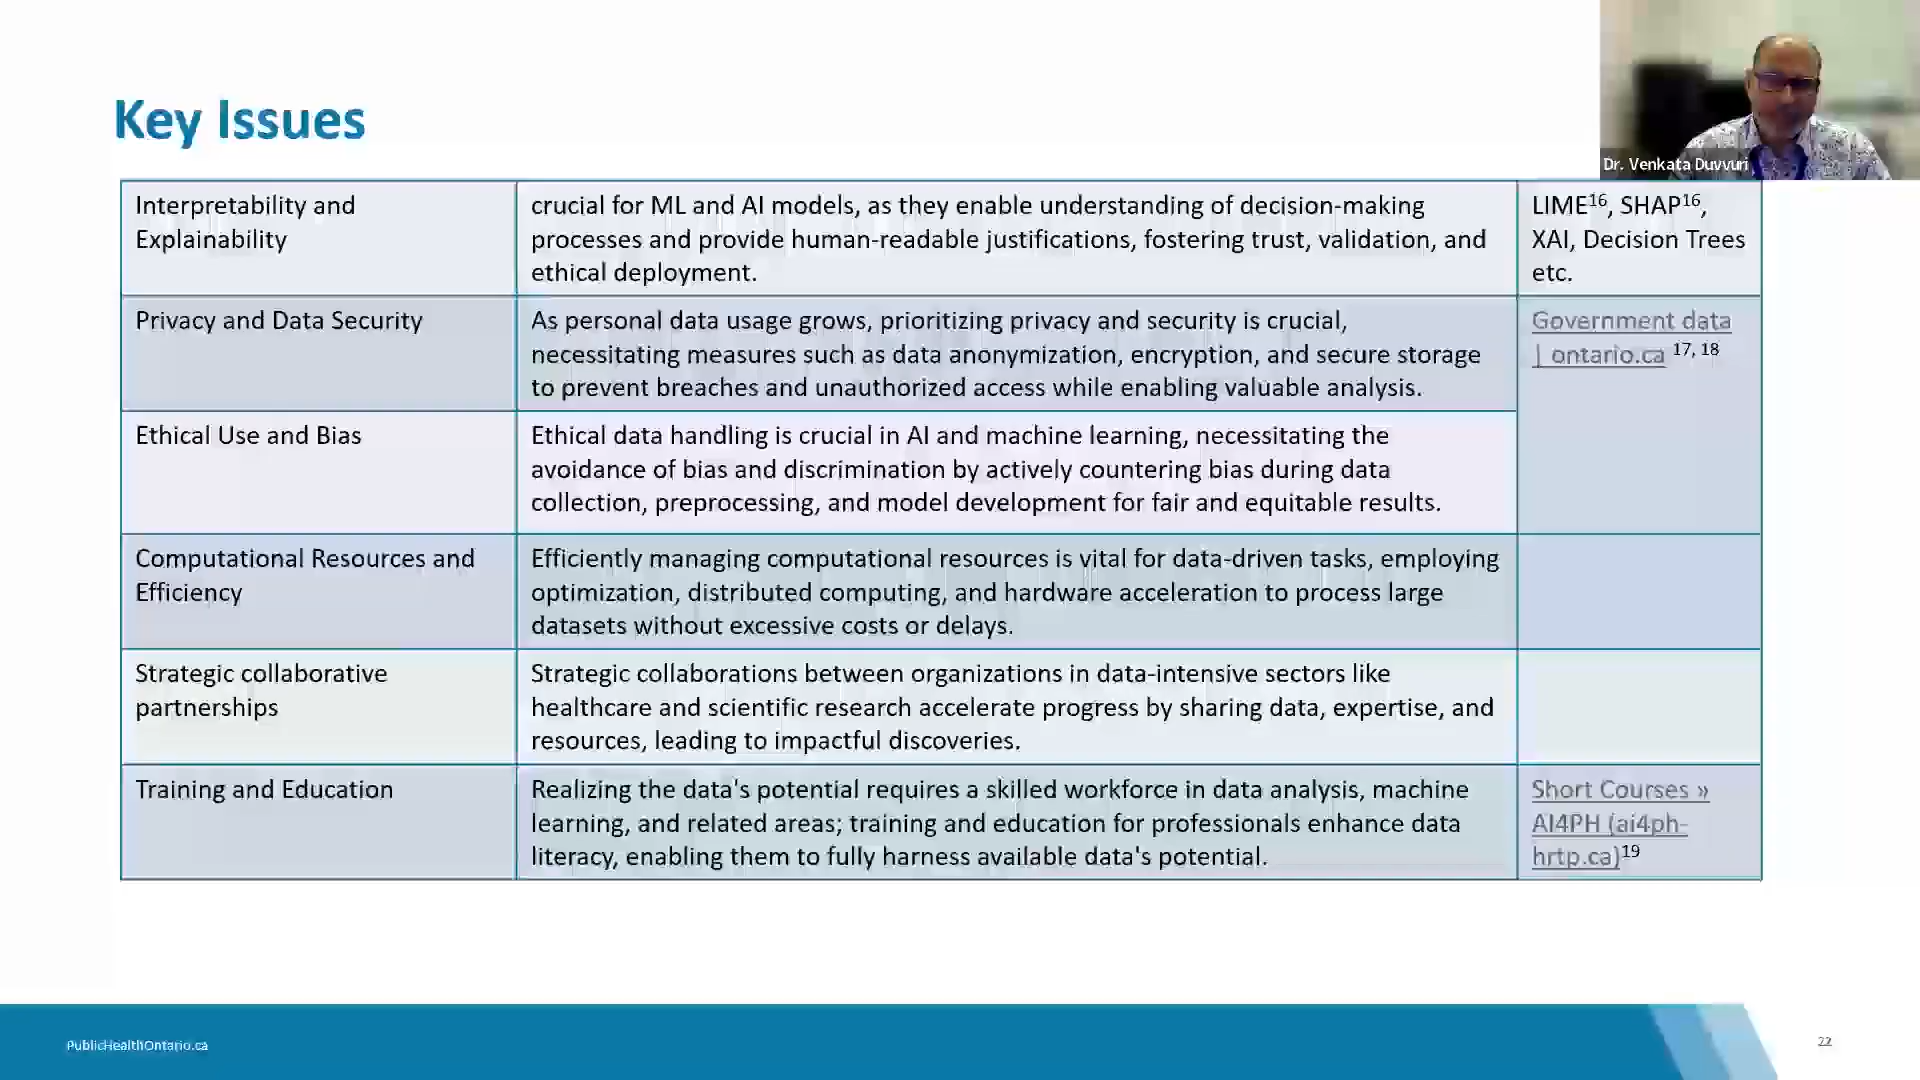 Key Issues
Dr. Venkata Duvvuri
Interpretability and
Explainability
crucial for ML and AI models, as they enable understanding of decision-making
processes and provide human-readable justifications, fostering trust, validation, and
ethical deployment.
LIME16, SHAP16,
XAI, Decision Trees
etc.
Privacy and Data Security
As personal data usage grows, prioritizing privacy and security is crucial,
necessitating measures such as data anonymization, encryption, and secure storage
to prevent breaches and unauthorized access while enabling valuable analysis.
Government data
| ontario.ca 17, 18
Ethical Use and Bias
Ethical data handling is crucial in AI and machine learning, necessitating the
avoidance of bias and discrimination by actively countering bias during data
collection, preprocessing, and model development for fair and equitable results.
Computational Resources and
Efficiency
Efficiently managing computational resources is vital for data-driven tasks, employing
optimization, distributed computing, and hardware acceleration to process large
datasets without excessive costs or delays.
Strategic collaborative
partnerships
Strategic collaborations between organizations in data-intensive sectors like
healthcare and scientific research accelerate progress by sharing data, expertise, and
resources, leading to impactful discoveries.
Training and Education
Realizing the data's potential requires a skilled workforce in data analysis, machine
learning, and related areas; training and education for professionals enhance data
literacy, enabling them to fully harness available data's potential.
Short Courses »
AI4PH (ai4ph-
hrtp.ca)19
PublicHealthOntario.ca
22